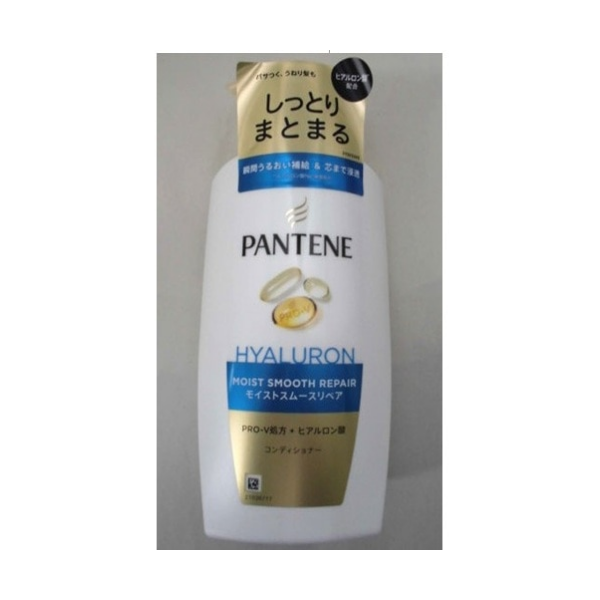 パサつく、うねり髪も
ヒアルロン酸
配合
しっとり
まとまる
瞬間うるおい補給 & 芯まで浸透
PANTENE
PRO-V
HYALURON
MOIST SMOOTH REPAIR
モイストスムースリペア
PRO-V処方 × ヒアルロン酸
コンディショナー